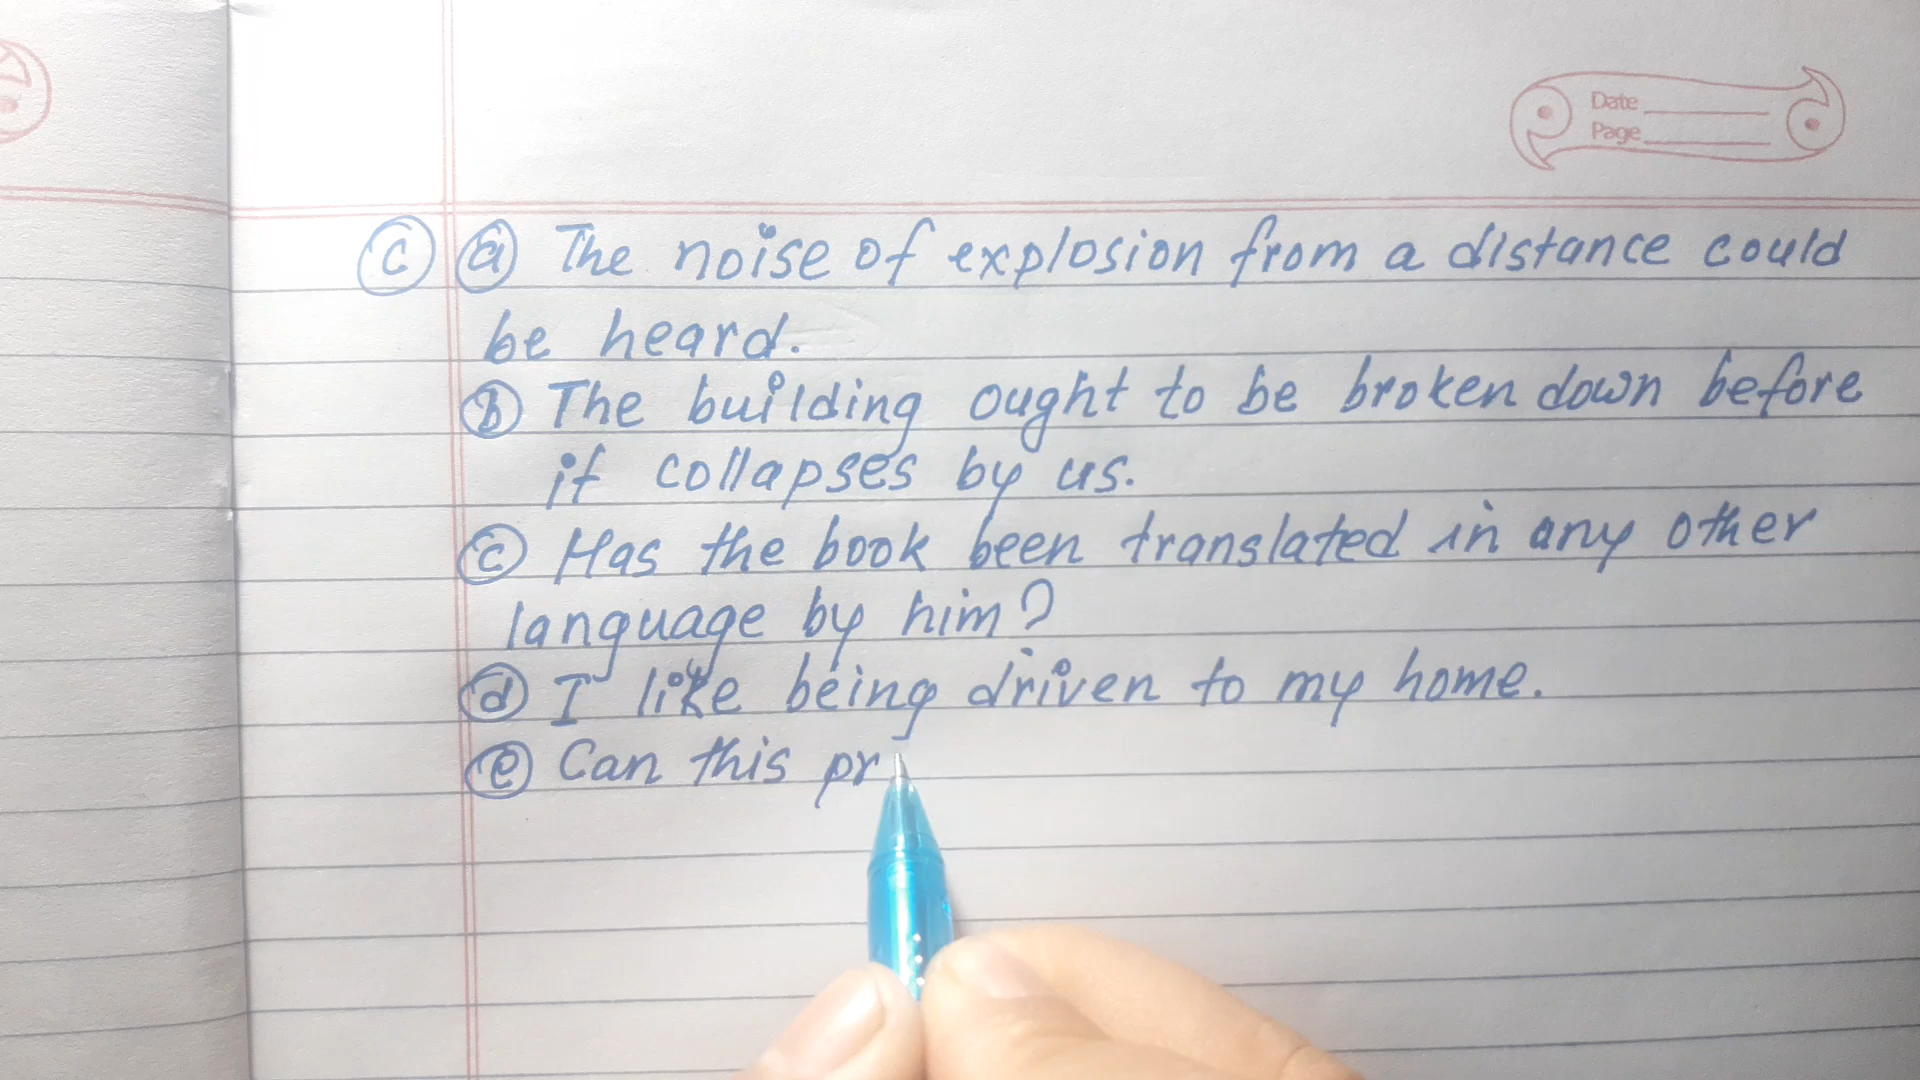 Date
Page
C a The noise of explosion from a distance could
be heard.
b The building ought to be broken down before
it collapses by us.
c Has the book been translated in any other
language by him?
d I like being driven to my home.
e Can this pr